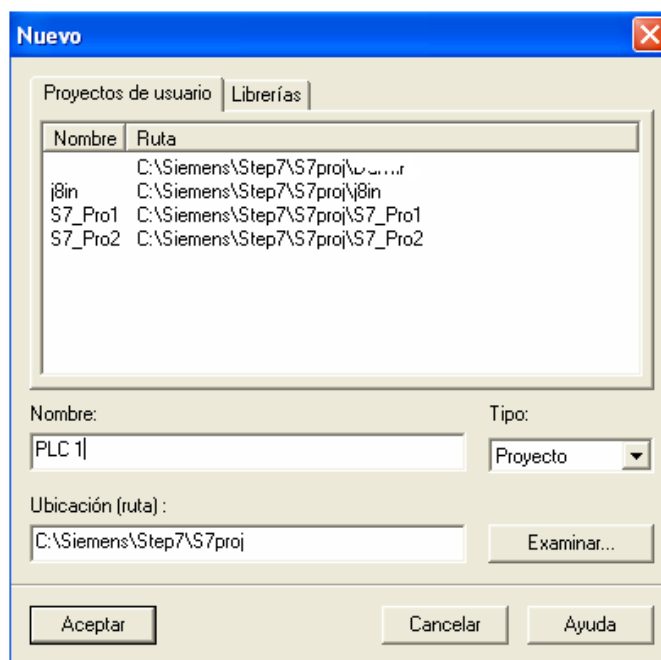 Nuevo
Proyectos de usuario Librerías
Nombre Ruta
C:\Siemens\Step7\S7proj\
j8in C:\Siemens\Step7\S7proj\j8in
S7_Pro1 C:\Siemens\Step7\S7proj\S7_Pro1
S7_Pro2 C:\Siemens\Step7\S7proj\S7_Pro2
Nombre: Tipo:
PLC 1 Proyecto
Ubicación (ruta) :
C:\Siemens\Step7\S7proj Examinar...
Aceptar Cancelar Ayuda